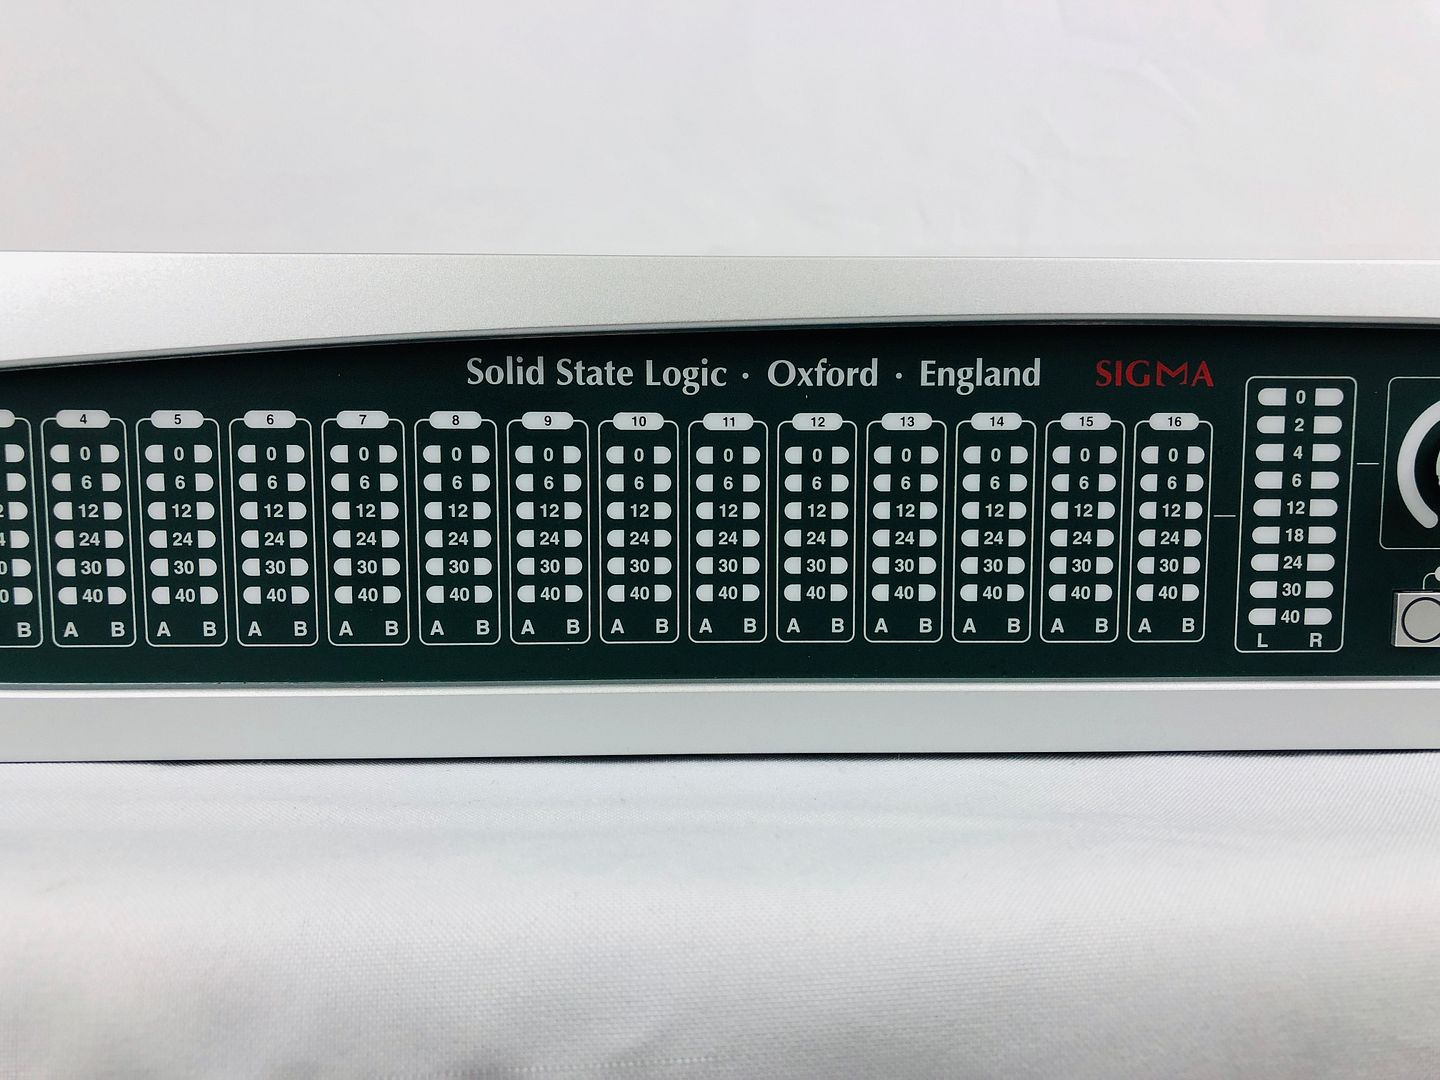 Solid State Logic · Oxford · England SIGMA
4 5 6 7 8 9 10 11 12 13 14 15 16
0 0 0 0 0 0 0 0 0 0 0 0 0
6 6 6 6 6 6 6 6 6 6 6 6 6
12 12 12 12 12 12 12 12 12 12 12 12 12
24 24 24 24 24 24 24 24 24 24 24 24 24
30 30 30 30 30 30 30 30 30 30 30 30 30
40 40 40 40 40 40 40 40 40 40 40 40 40
B A B A B A B A B A B A B A B A B A B A B A B A B A B
0
2
4
6
12
18
24
30
40
L R